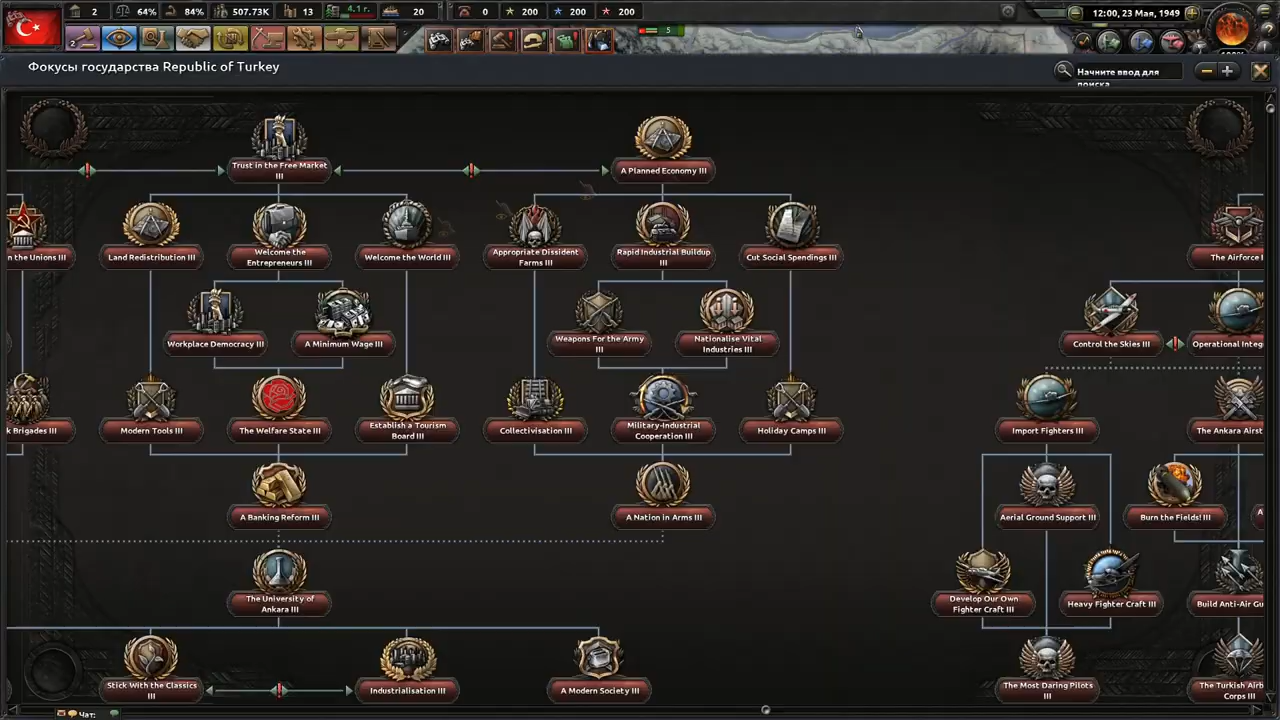 2
64%
84%
507.73K
13
4.1 г.
20
0
200
200
200
12:00, 23 Мая, 1949
2
5
100%
Фокусы государства Republic of Turkey
Начните ввод для
поиска
Trust in the Free Market
III
A Planned Economy III
n the Unions III
Land Redistribution III
Welcome the
Entrepreneurs III
Welcome the World III
Appropriate Dissident
Farms III
Rapid Industrial Buildup
III
Cut Social Spendings III
The Airforce I
Workplace Democracy III
A Minimum Wage III
Weapons For the Army
III
Nationalise Vital
Industries III
Control the Skies III
Operational Integ
k Brigades III
Modern Tools III
The Welfare State III
Establish a Tourism
Board III
Collectivisation III
Military-Industrial
Cooperation III
Holiday Camps III
Import Fighters III
The Ankara Airst
A Banking Reform III
A Nation in Arms III
Aerial Ground Support III
Burn the Fields! III
A
The University of
Ankara III
Develop Our Own
Fighter Craft III
Heavy Fighter Craft III
Build Anti-Air Gu
Stick With the Classics
III
Industrialisation III
A Modern Society III
The Most Daring Pilots
III
The Turkish Airb
Corps III
Чат: